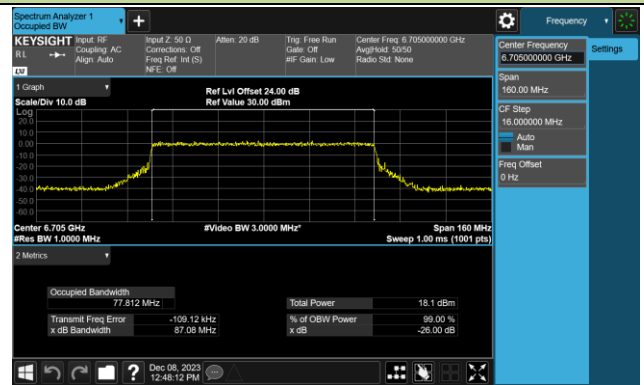 Spectrum Analyzer 1
Occupied BW
Frequency
KEYSIGHT
RL
LXI
Input: RF
Coupling: AC
Align: Auto
Input Z: 50 Ω
Corrections: Off
Freq Ref: Int (S)
NFE: Off
Atten: 20 dB
Trig: Free Run
Gate: Off
#IF Gain: Low
Center Freq: 6.705000000 GHz
Avg|Hold: 50/50
Radio Std: None
Center Frequency
6.705000000 GHz
Settings
Span
160.00 MHz
CF Step
16.000000 MHz
Auto
Man
Freq Offset
0 Hz
1 Graph
Scale/Div 10.0 dB
Ref Lvl Offset 24.00 dB
Ref Value 30.00 dBm
Log
20.0
10.0
0.00
-10.0
-20.0
-30.0
-40.0
-50.0
-60.0
Center 6.705 GHz
#Res BW 1.0000 MHz
#Video BW 3.0000 MHz*
Span 160 MHz
Sweep 1.00 ms (1001 pts)
2 Metrics
Occupied Bandwidth
77.812 MHz
Total Power 18.1 dBm
Transmit Freq Error -109.12 kHz
% of OBW Power 99.00 %
x dB Bandwidth 87.08 MHz
x dB -26.00 dB
?
Dec 08, 2023
12:48:12 PM